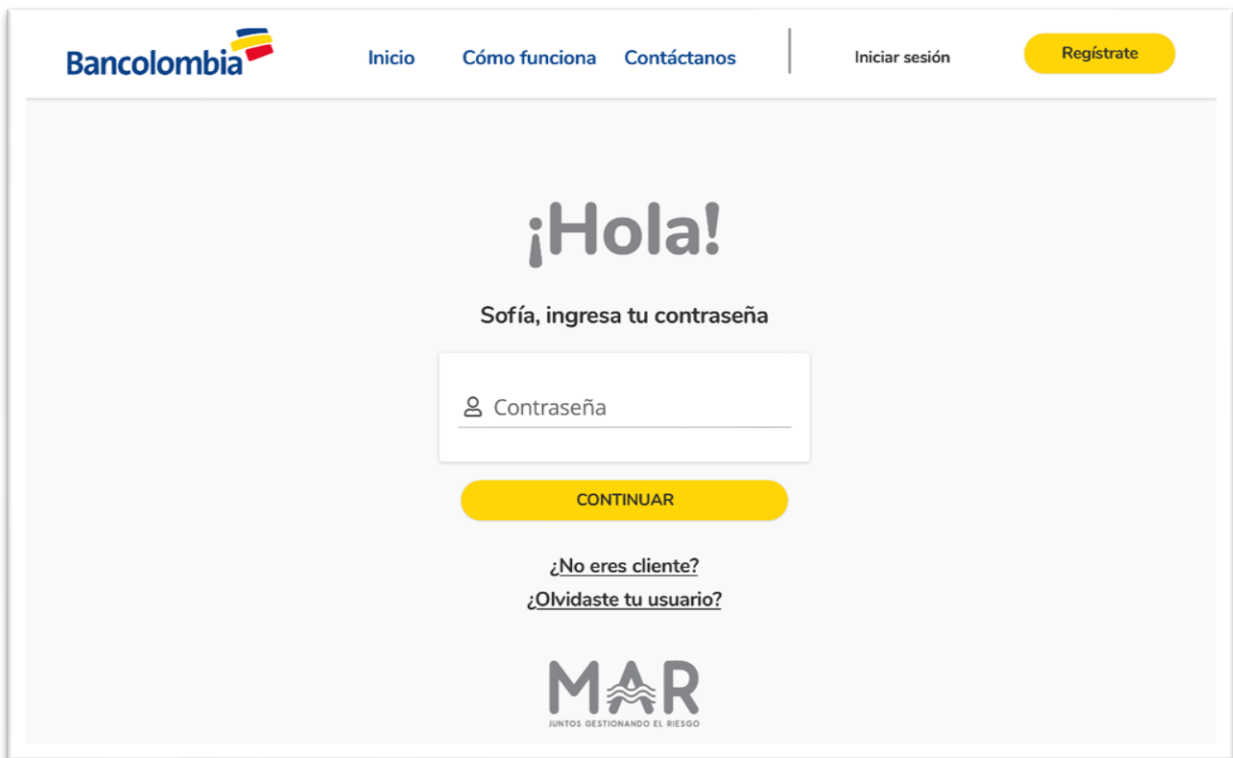 Bancolombia Inicio Cómo funciona Contáctanos Iniciar sesión Regístrate
¡Hola!
Sofía, ingresa tu contraseña
Contraseña
CONTINUAR
¿No eres cliente?
¿Olvidaste tu usuario?
MAR
JUNTOS GESTIONANDO EL RIESGO